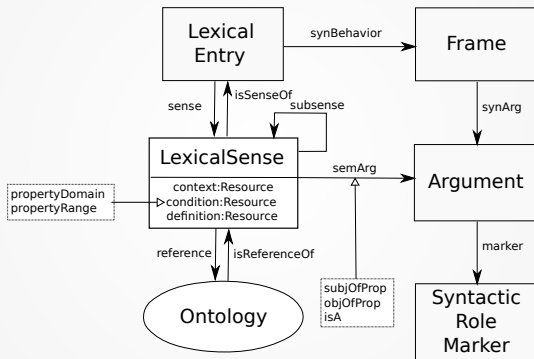 Lexical
Entry
synBehavior
Frame
sense
isSenseOf
subsense
synArg
LexicalSense
context:Resource
condition:Resource
definition:Resource
semArg
Argument
propertyDomain
propertyRange
reference
isReferenceOf
marker
subjOfProp
objOfProp
isA
Ontology
Syntactic
Role
Marker